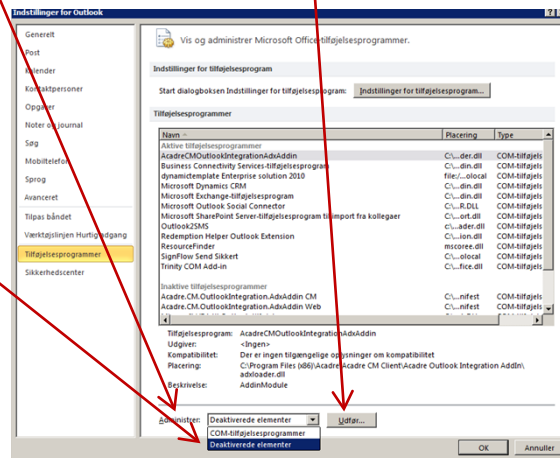 Indstillinger for Outlook
Generelt
Post
Kalender
Kontaktpersoner
Opgaver
Noter og journal
Søg
Mobiltelefon
Sprog
Avanceret
Tilpas båndet
Værktøjslinjen Hurtig adgang
Tilføjelsesprogrammer
Sikkerhedscenter
Vis og administrer Microsoft Office-tilføjelsesprogrammer.
Indstillinger for tilføjelsesprogram
Start dialogboksen Indstillinger for tilføjelsesprogram: Indstillinger for tilføjelsesprogram...
Tilføjelsesprogrammer
Navn Placering Type
Aktive tilføjelsesprogrammer
AcadreCMOutlookIntegrationAdxAddin C:\...der.dll COM-tilføjels
Business Connectivity Services-tilføjelsesprogram C:\...din.dll COM-tilføjels
dynamictemplate Enterprise solution 2010 file:/...olocal COM-tilføjels
Microsoft Dynamics CRM C:\...din.dll COM-tilføjels
Microsoft Exchange-tilføjelsesprogram C:\...din.dll COM-tilføjels
Microsoft Outlook Social Connector C:\...R.DLL COM-tilføjels
Microsoft SharePoint Server-tilføjelsesprogram til import fra kollegaer C:\...ort.dll COM-tilføjels
Outlook2SMS c:\...ader.dll COM-tilføjels
Redemption Helper Outlook Extension C:\...ion.dll COM-tilføjels
ResourceFinder mscoree.dll COM-tilføjels
SignFlow Send Sikkert C:\...olocal COM-tilføjels
Trinity COM Add-in C:\...fice.dll COM-tilføjels
Inaktive tilføjelsesprogrammer
Acadre.CM.OutlookIntegration.AdxAddin CM C:\...nifest COM-tilføjels
Acadre.CM.OutlookIntegration.AdxAddin Web C:\...nifest COM-tilføjels
Tilføjelsesprogram: AcadreCMOutlookIntegrationAdxAddin
Udgiver: <Ingen>
Kompatibilitet: Der er ingen tilgængelige oplysninger om kompatibilitet
Placering: C:\Program Files (x86)\Acadre\Acadre CM Client\Acadre Outlook Integration AddIn\
adxloader.dll
Beskrivelse: AddinModule
Administrer: Deaktiverede elementer Udfør...
COM-tilføjelsesprogrammer
Deaktiverede elementer
OK Annuller